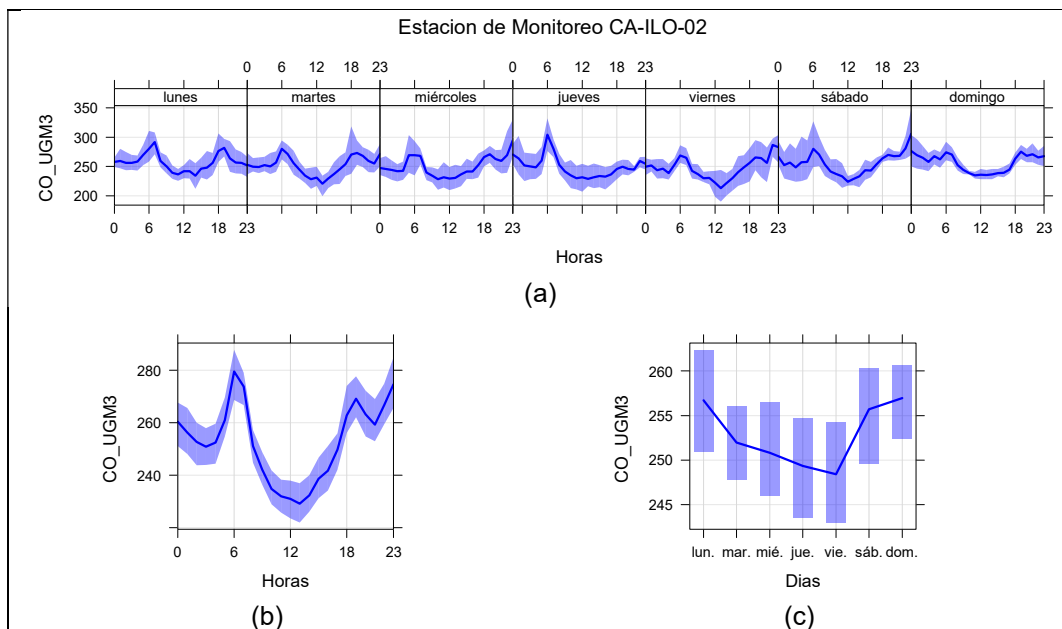 Estacion de Monitoreo CA-ILO-02
0 6 12 18 23 0 6 12 18 23 0 6 12 18 23
lunes martes miércoles jueves viernes sábado domingo
350
300
250
200
CO_UGM3
0 6 12 18 0 6 12 18 23 0 6 12 18 0 6 12 18 23
Horas
(a)
280
260
240
CO_UGM3
0 6 12 18 23
Horas
(b)
260
255
250
245
CO_UGM3
lun. mar. mié. jue. vie. sáb. dom.
Dias
(c)